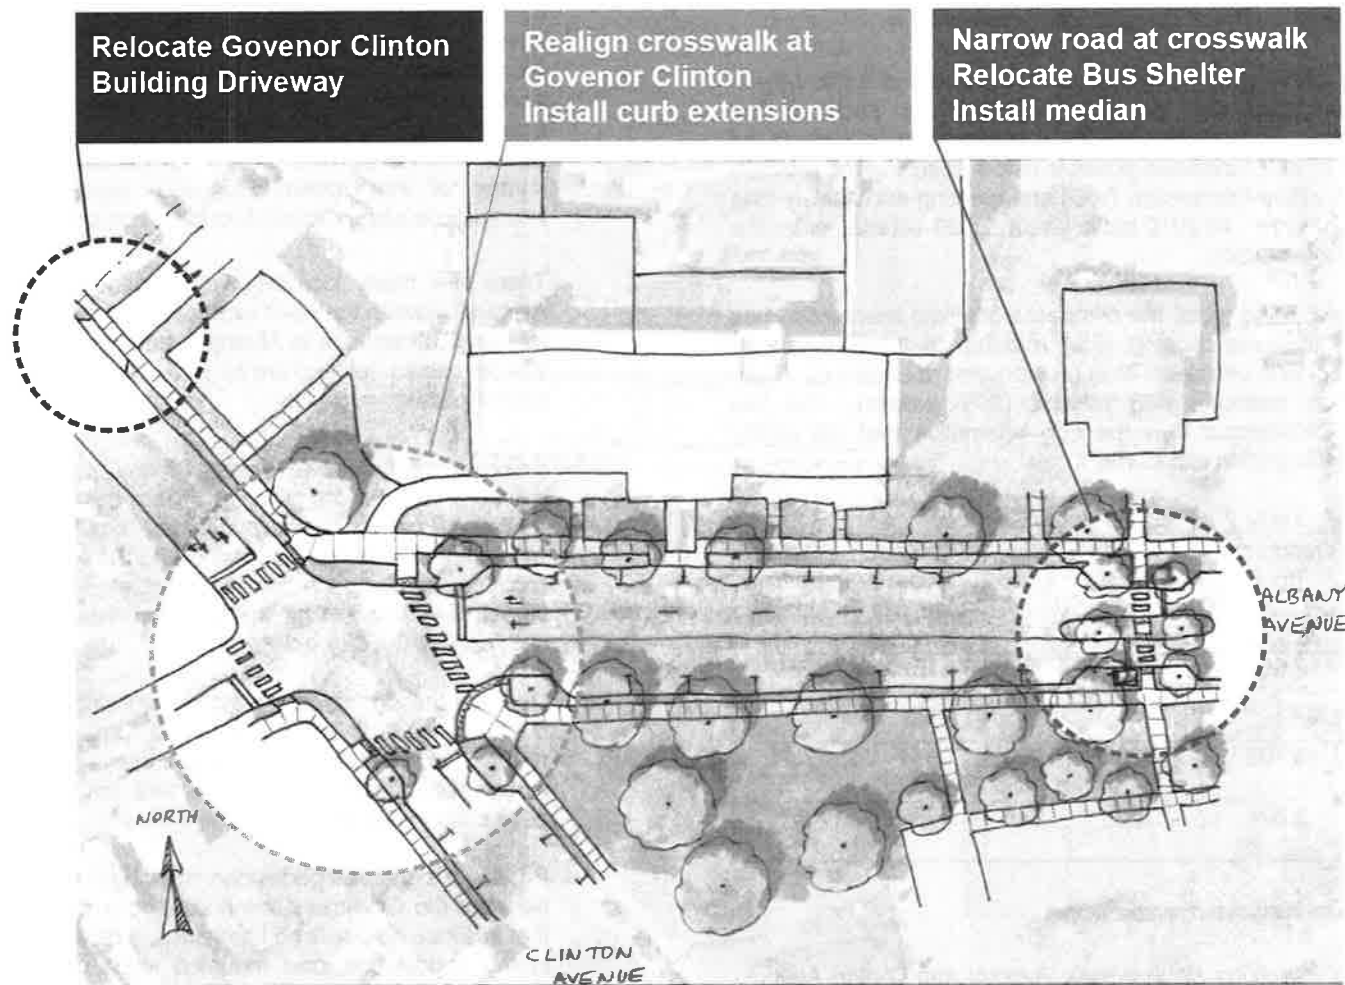 Relocate Govenor Clinton
Building Driveway
Realign crosswalk at
Govenor Clinton
Install curb extensions
Narrow road at crosswalk
Relocate Bus Shelter
Install median
ALBANY
AVENUE
NORTH
CLINTON
AVENUE